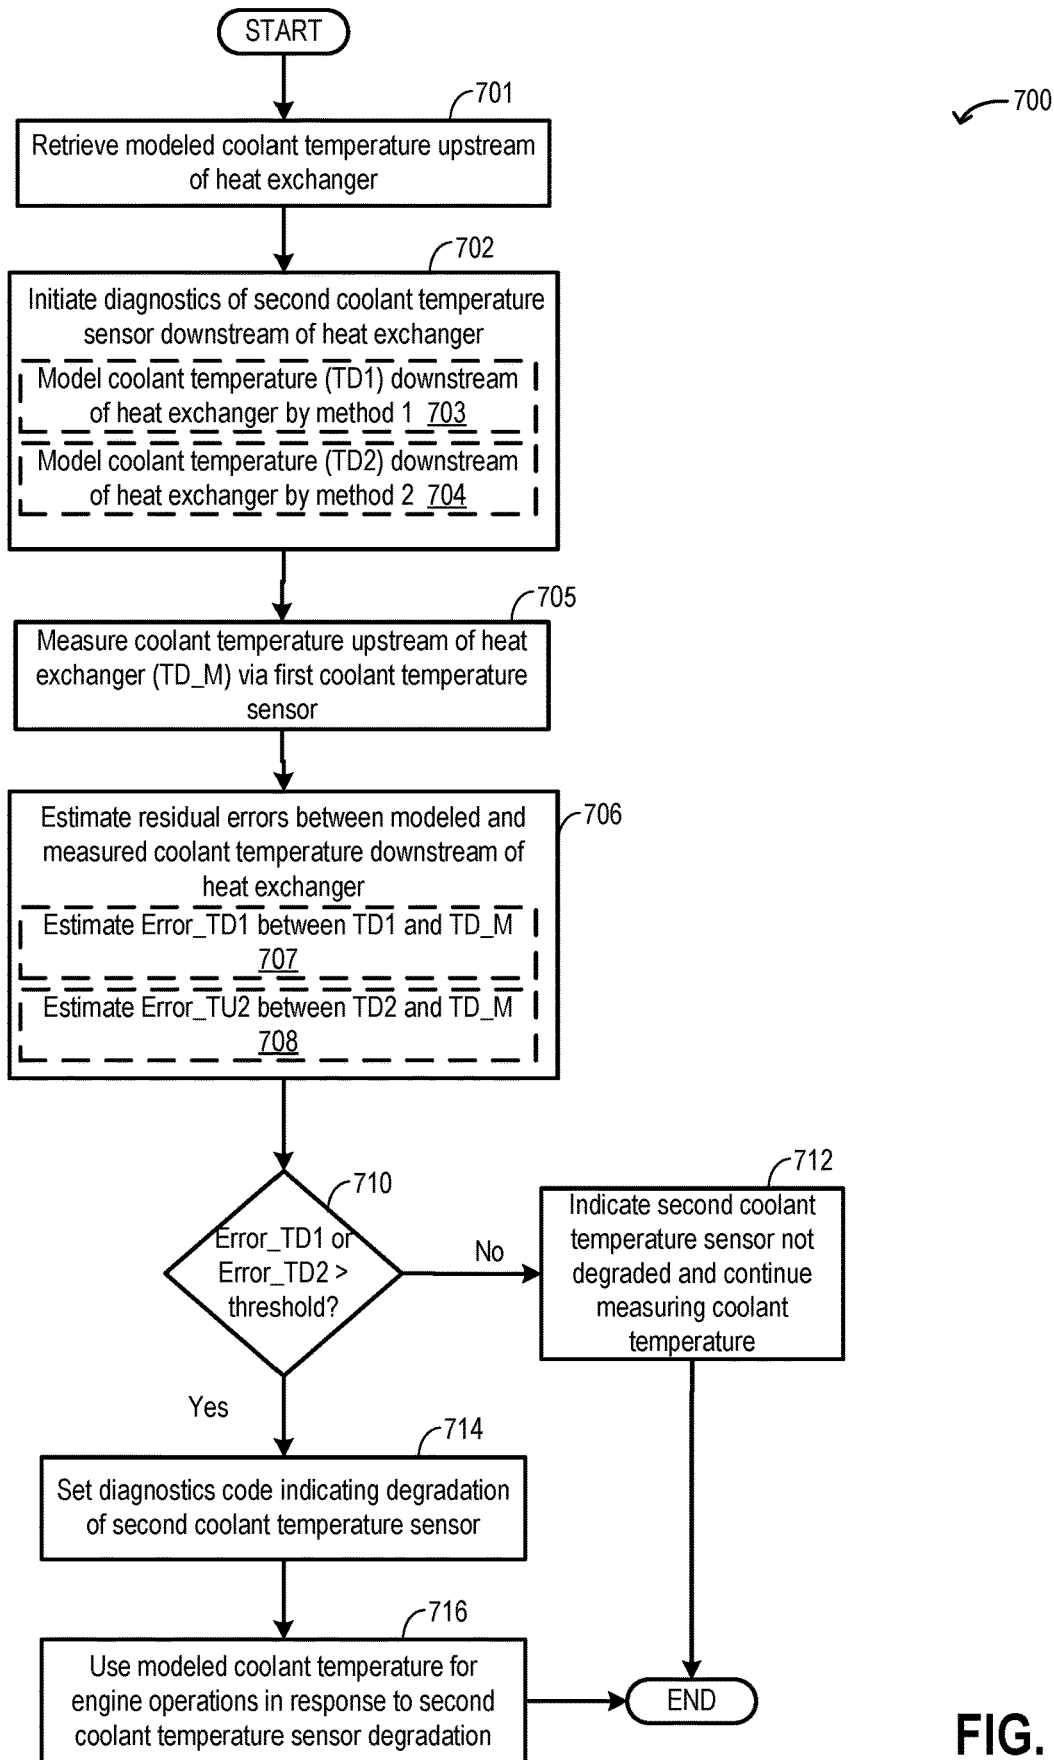 START
701
700
Retrieve modeled coolant temperature upstream
of heat exchanger
702
Initiate diagnostics of second coolant temperature
sensor downstream of heat exchanger
Model coolant temperature (TD1) downstream
of heat exchanger by method 1 703
Model coolant temperature (TD2) downstream
of heat exchanger by method 2 704
705
Measure coolant temperature upstream of heat
exchanger (TD_M) via first coolant temperature
sensor
706
Estimate residual errors between modeled and
measured coolant temperature downstream of
heat exchanger
Estimate Error_TD1 between TD1 and TD_M
707
Estimate Error_TU2 between TD2 and TD_M
708
710
Error_TD1 or
Error_TD2 >
threshold?
No
712
Indicate second coolant
temperature sensor not
degraded and continue
measuring coolant
temperature
Yes
714
Set diagnostics code indicating degradation
of second coolant temperature sensor
716
Use modeled coolant temperature for
engine operations in response to second
coolant temperature sensor degradation
END
FIG.